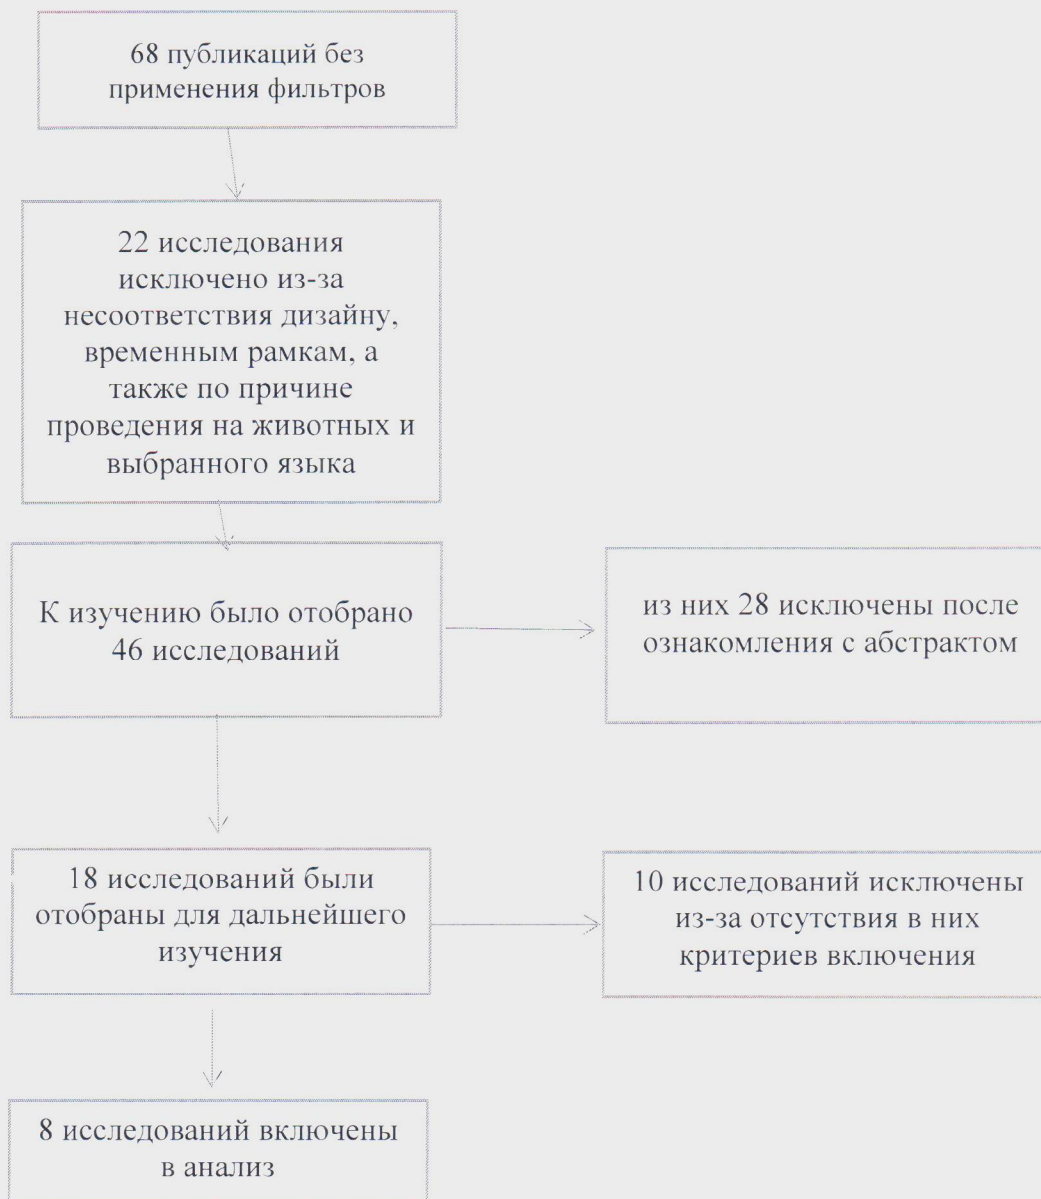 68 публикаций без
применения фильтров
22 исследования
исключено из-за
несоответствия дизайну,
временным рамкам, а
также по причине
проведения на животных и
выбранного языка
К изучению было отобрано
46 исследований
из них 28 исключены после
ознакомления с абстрактом
18 исследований были
отобраны для дальнейшего
изучения
10 исследований исключены
из-за отсутствия в них
критериев включения
8 исследований включены
в анализ